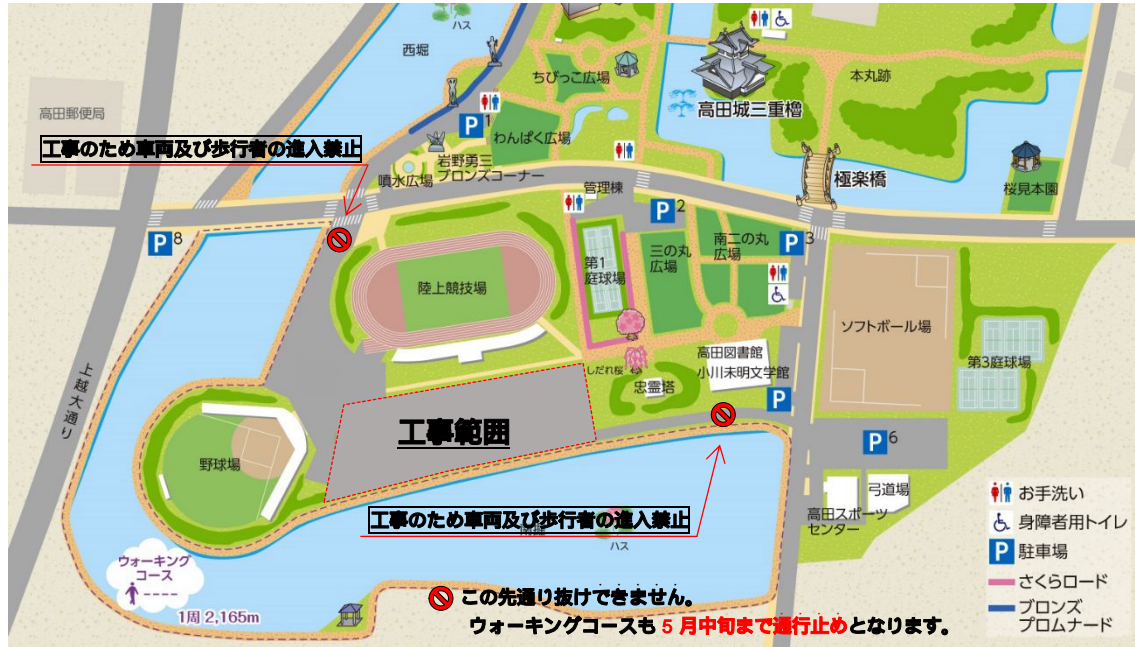 ハス
西堀
ちびっこ広場
本丸跡
高田城三重櫓
高田郵便局
P1
わんぱく広場
工事のため車両及び歩行者の進入禁止
岩野勇三
ブロンズコーナー
噴水広場
極楽橋
桜見本園
管理棟
P8
P2
P3
三の丸
広場
南二の丸
広場
第1
庭球場
陸上競技場
ソフトボール場
高田図書館
小川未明文学館
第3庭球場
しだれ桜
忠霊塔
上越大通り
P
工事範囲
P6
野球場
弓道場
高田スポーツ
センター
工事のため車両及び歩行者の進入禁止
ハス
ウォーキング
コース
1周 2,165m
お手洗い
身障者用トイレ
P 駐車場
さくらロード
ブロンズ
プロムナード
この先通り抜けできません。
ウォーキングコースも 5 月中旬まで通行止めとなります。